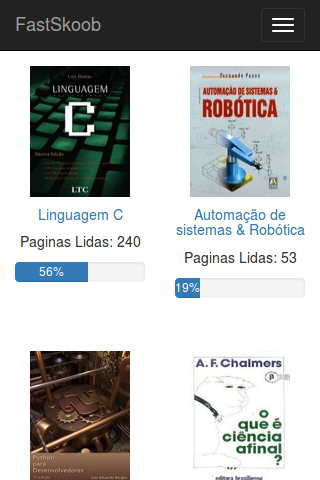 FastSkoob
Luis Damas
LINGUAGEM
C
Décima Edição
LTC
Linguagem C
Paginas Lidas: 240
56%
Fernando Pazos
AUTOMAÇÃO DE SISTEMAS &
ROBÓTICA
Automação de
sistemas & Robótica
Paginas Lidas: 53
19%
Python
para
Desenvolvedores
Luiz Eduardo Borges
A. F. Chalmers
o
que é
ciência
afinal?
editora brasiliense